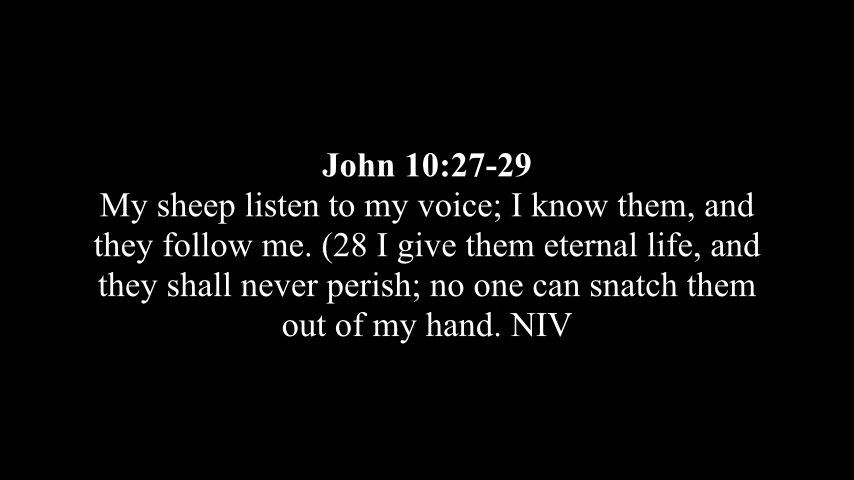 John 10:27-29
My sheep listen to my voice; I know them, and
they follow me. (28 I give them eternal life, and
they shall never perish; no one can snatch them
out of my hand. NIV